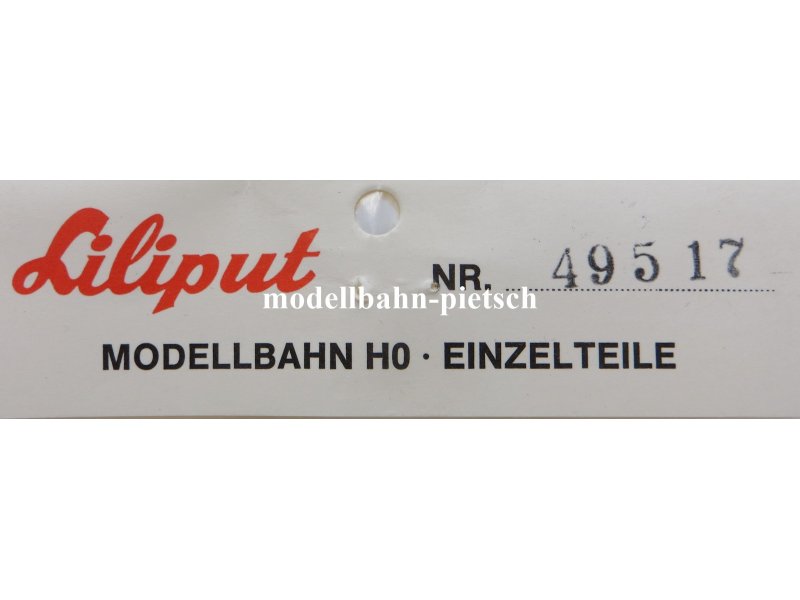 Liliput NR. 49517
modellbahn-pietsch
MODELLBAHN H0 · EINZELTEILE